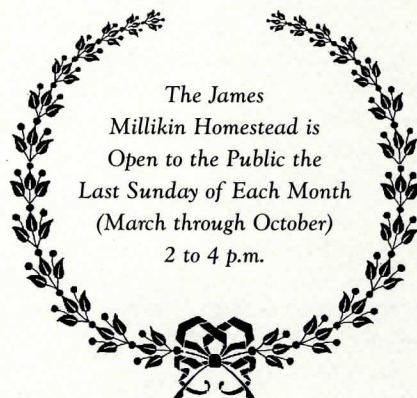 The James
Millikin Homestead is
Open to the Public the
Last Sunday of Each Month
(March through October)
2 to 4 p.m.